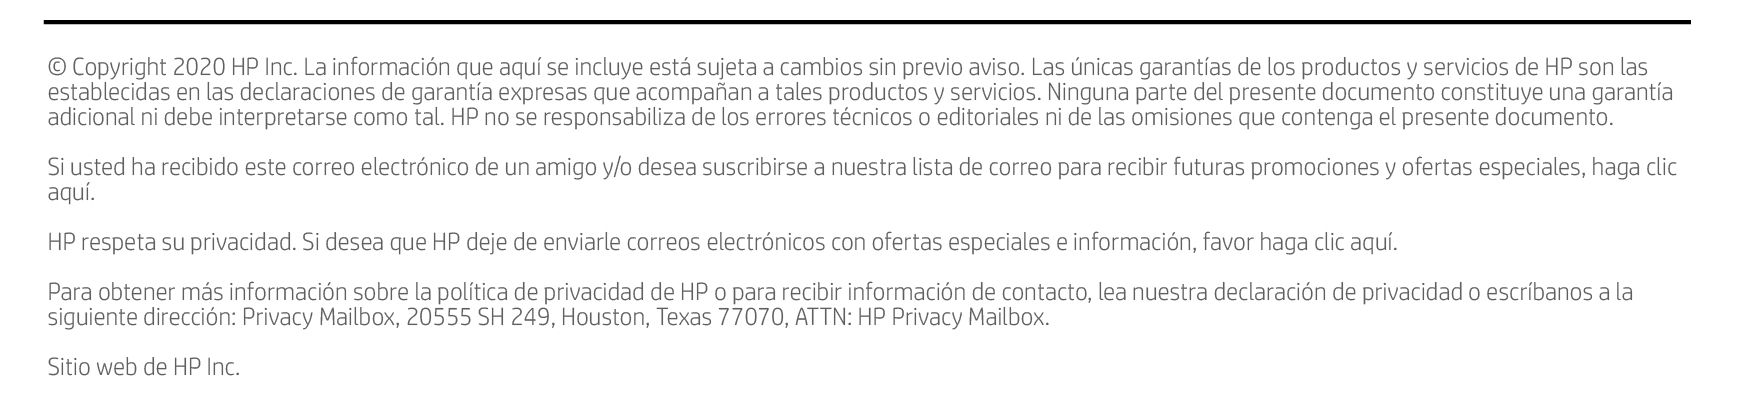 © Copyright 2020 HP Inc. La información que aquí se incluye está sujeta a cambios sin previo aviso. Las únicas garantías de los productos y servicios de HP son las
establecidas en las declaraciones de garantía expresas que acompañan a tales productos y servicios. Ninguna parte del presente documento constituye una garantía
adicional ni debe interpretarse como tal. HP no se responsabiliza de los errores técnicos o editoriales ni de las omisiones que contenga el presente documento.
Si usted ha recibido este correo electrónico de un amigo y/o desea suscribirse a nuestra lista de correo para recibir futuras promociones y ofertas especiales, haga clic
aquí.
HP respeta su privacidad. Si desea que HP deje de enviarle correos electrónicos con ofertas especiales e información, favor haga clic aquí.
Para obtener más información sobre la política de privacidad de HP o para recibir información de contacto, lea nuestra declaración de privacidad o escríbanos a la
siguiente dirección: Privacy Mailbox, 20555 SH 249, Houston, Texas 77070, ATTN: HP Privacy Mailbox.
Sitio web de HP Inc.